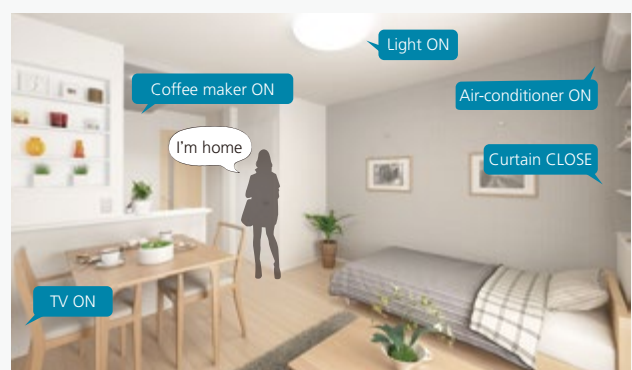 Light ON
Coffee maker ON
Air-conditioner ON
I'm home
Curtain CLOSE
TV ON